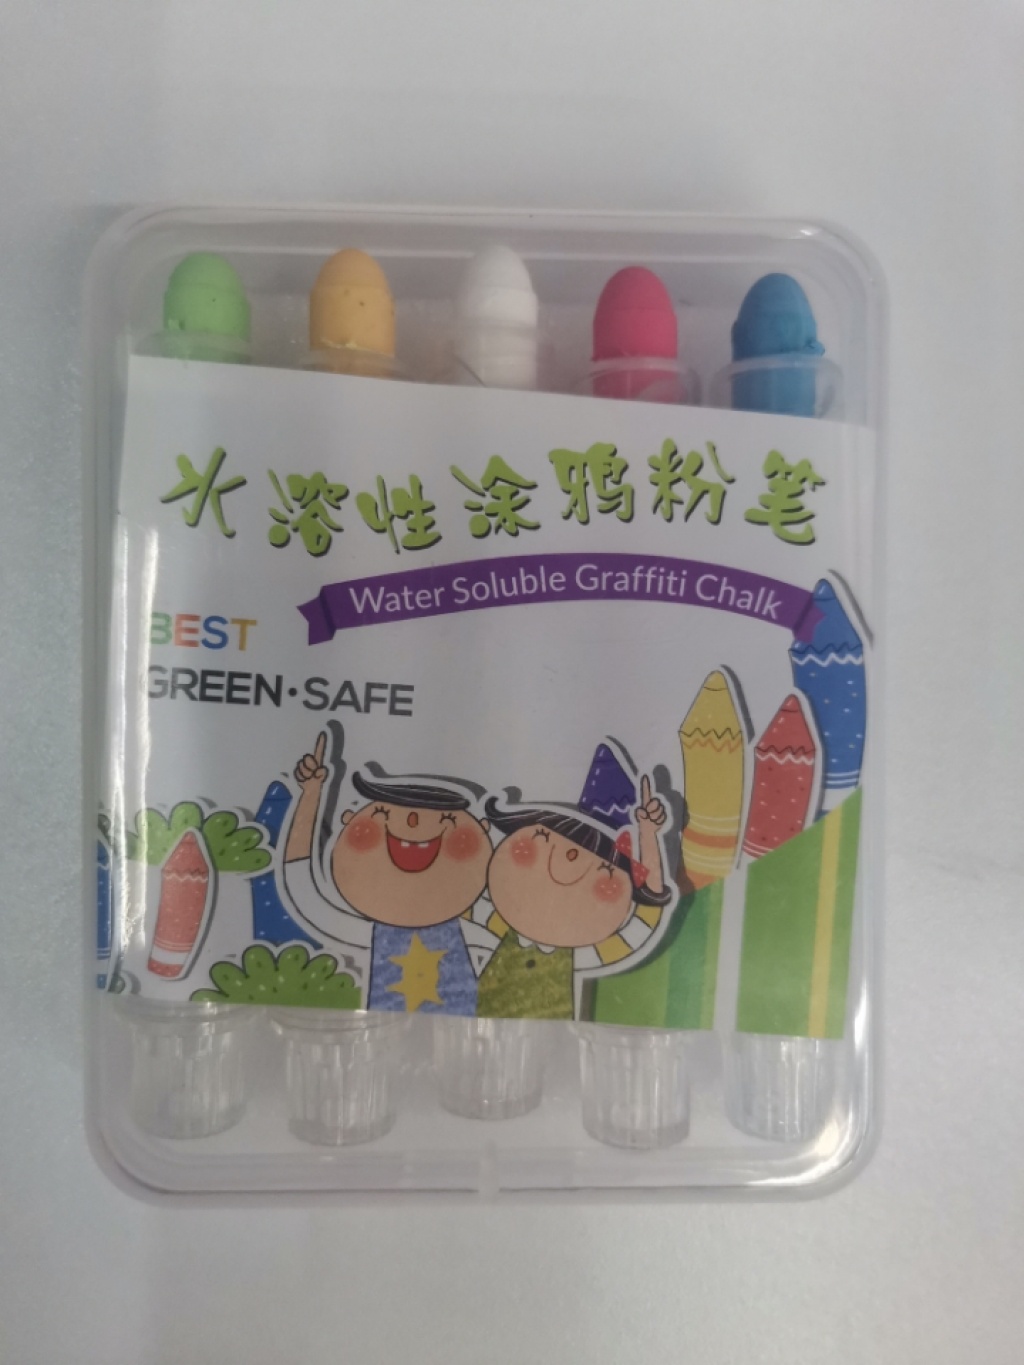 水溶性涂鸦粉笔
Water Soluble Graffiti Chalk
BEST
GREEN·SAFE